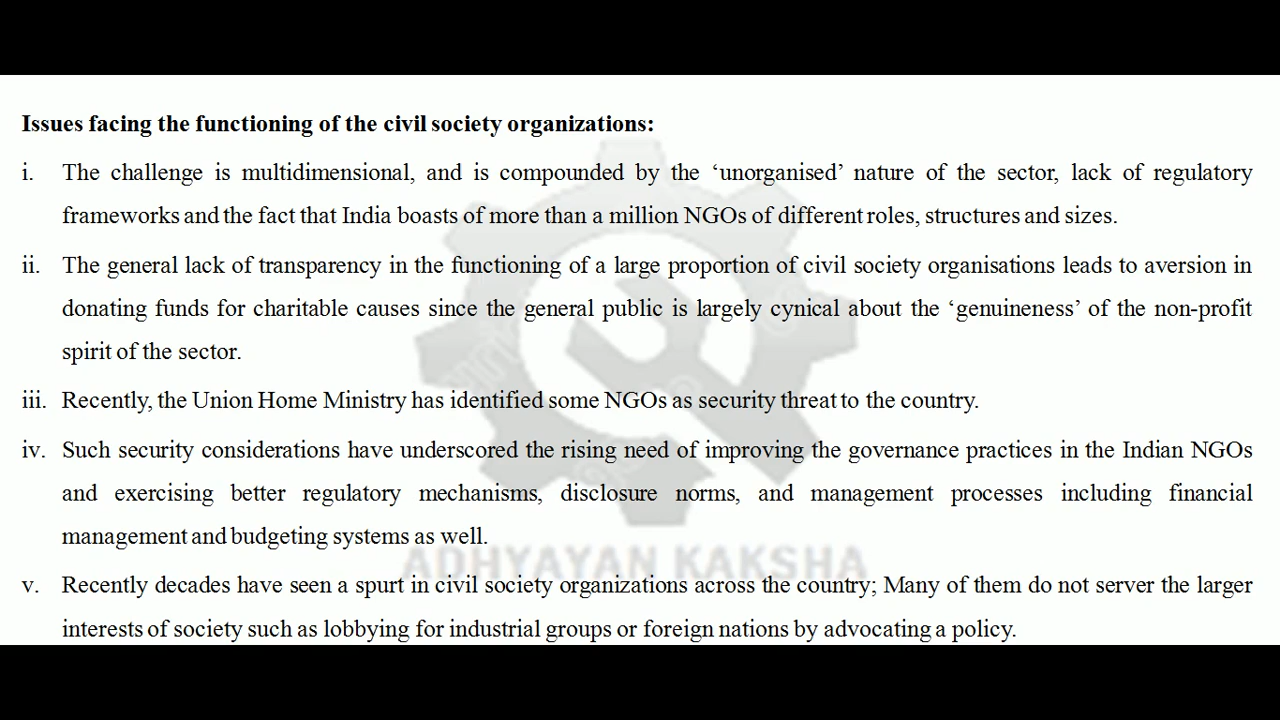 Issues facing the functioning of the civil society organizations:
i. The challenge is multidimensional, and is compounded by the ‘unorganised’ nature of the sector, lack of regulatory
frameworks and the fact that India boasts of more than a million NGOs of different roles, structures and sizes.
ii. The general lack of transparency in the functioning of a large proportion of civil society organisations leads to aversion in
donating funds for charitable causes since the general public is largely cynical about the ‘genuineness’ of the non-profit
spirit of the sector.
iii. Recently, the Union Home Ministry has identified some NGOs as security threat to the country.
iv. Such security considerations have underscored the rising need of improving the governance practices in the Indian NGOs
and exercising better regulatory mechanisms, disclosure norms, and management processes including financial
management and budgeting systems as well.
ADHYAYAN KAKSHA
v. Recently decades have seen a spurt in civil society organizations across the country; Many of them do not server the larger
interests of society such as lobbying for industrial groups or foreign nations by advocating a policy.